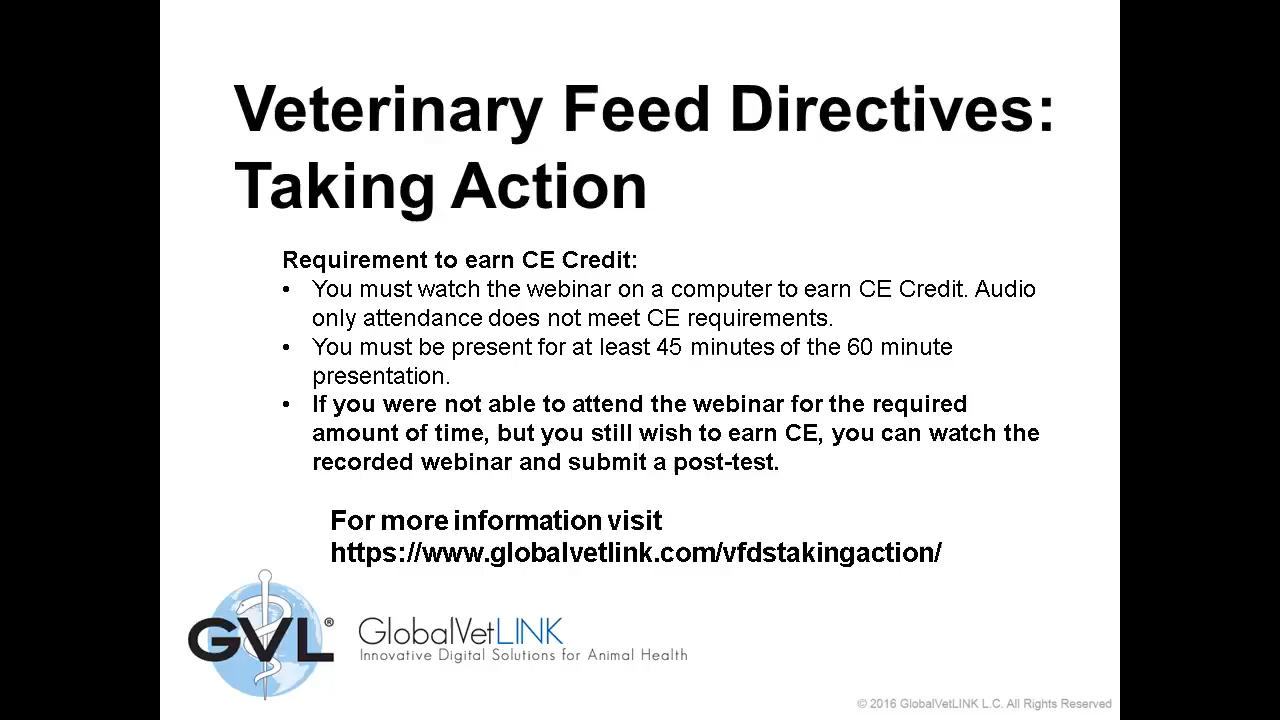 Veterinary Feed Directives:
Taking Action
Requirement to earn CE Credit:
• You must watch the webinar on a computer to earn CE Credit. Audio
only attendance does not meet CE requirements.
• You must be present for at least 45 minutes of the 60 minute
presentation.
• If you were not able to attend the webinar for the required
amount of time, but you still wish to earn CE, you can watch the
recorded webinar and submit a post-test.
For more information visit
https://www.globalvetlink.com/vfdstakingaction/
GVL®
GlobalVetLINK
Innovative Digital Solutions for Animal Health
© 2016 GlobalVetLINK L.C. All Rights Reserved